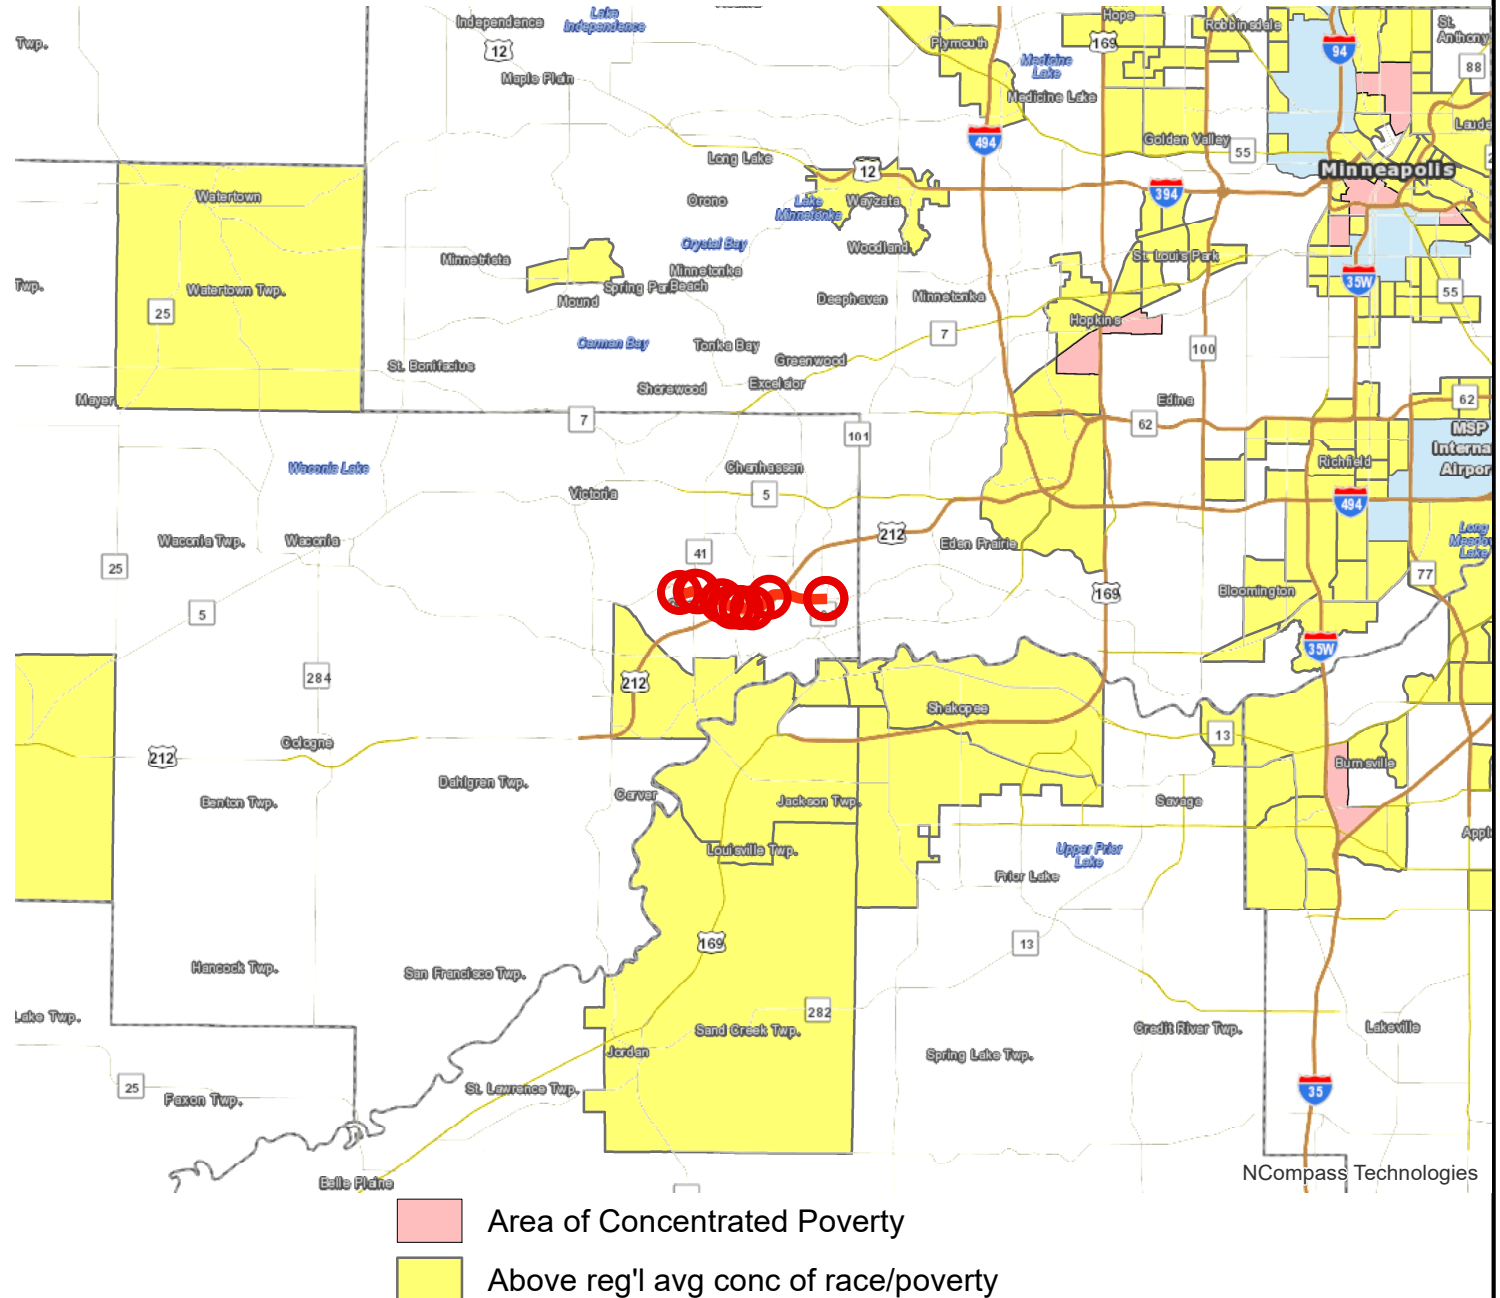 Independence
Lake
Independence
Hope
Robbinsdale
St.
Anthony
Twp.
12
Plymouth
169
94
Maple Plain
Medicine
Lake
88
Medicine Lake
Laude
494
Golden Valley
55
Long Lake
12
Minneapolis
Watertown
Orono
Lake
Minnetonka
Wayzata
394
Crystal Bay
Woodland
Minnetrista
St. Louis Park
Minnetonka
Beach
Twp.
Watertown Twp.
Spring Park
35W
55
Mound
Deephaven
Minnetonka
25
Hopkins
7
Carman Bay
Tonka Bay
Greenwood
100
St. Bonifacius
Shorewood
Excelsior
Mayer
Edina
62
7
101
62
MSP
Interna
Airpor
Waconia Lake
Chanhassen
Richfield
Victoria
5
494
Waconia Twp.
Waconia
212
Eden Prairie
Long
Meadow
Lake
41
25
77
169
Bloomington
5
35W
284
212
Shakopee
13
Cologne
212
Burnsville
Dahlgren Twp.
Carver
Benton Twp.
Jackson Twp.
Savage
Appl
Louisville Twp.
Upper Prior
Lake
Prior Lake
169
13
Hancock Twp.
San Francisco Twp.
Lake Twp.
282
Sand Creek Twp.
Credit River Twp.
Lakeville
Jordan
Spring Lake Twp.
25
St. Lawrence Twp.
35
Faxon Twp.
Belle Plaine
NCompass Technologies
Area of Concentrated Poverty
Above reg'l avg conc of race/poverty